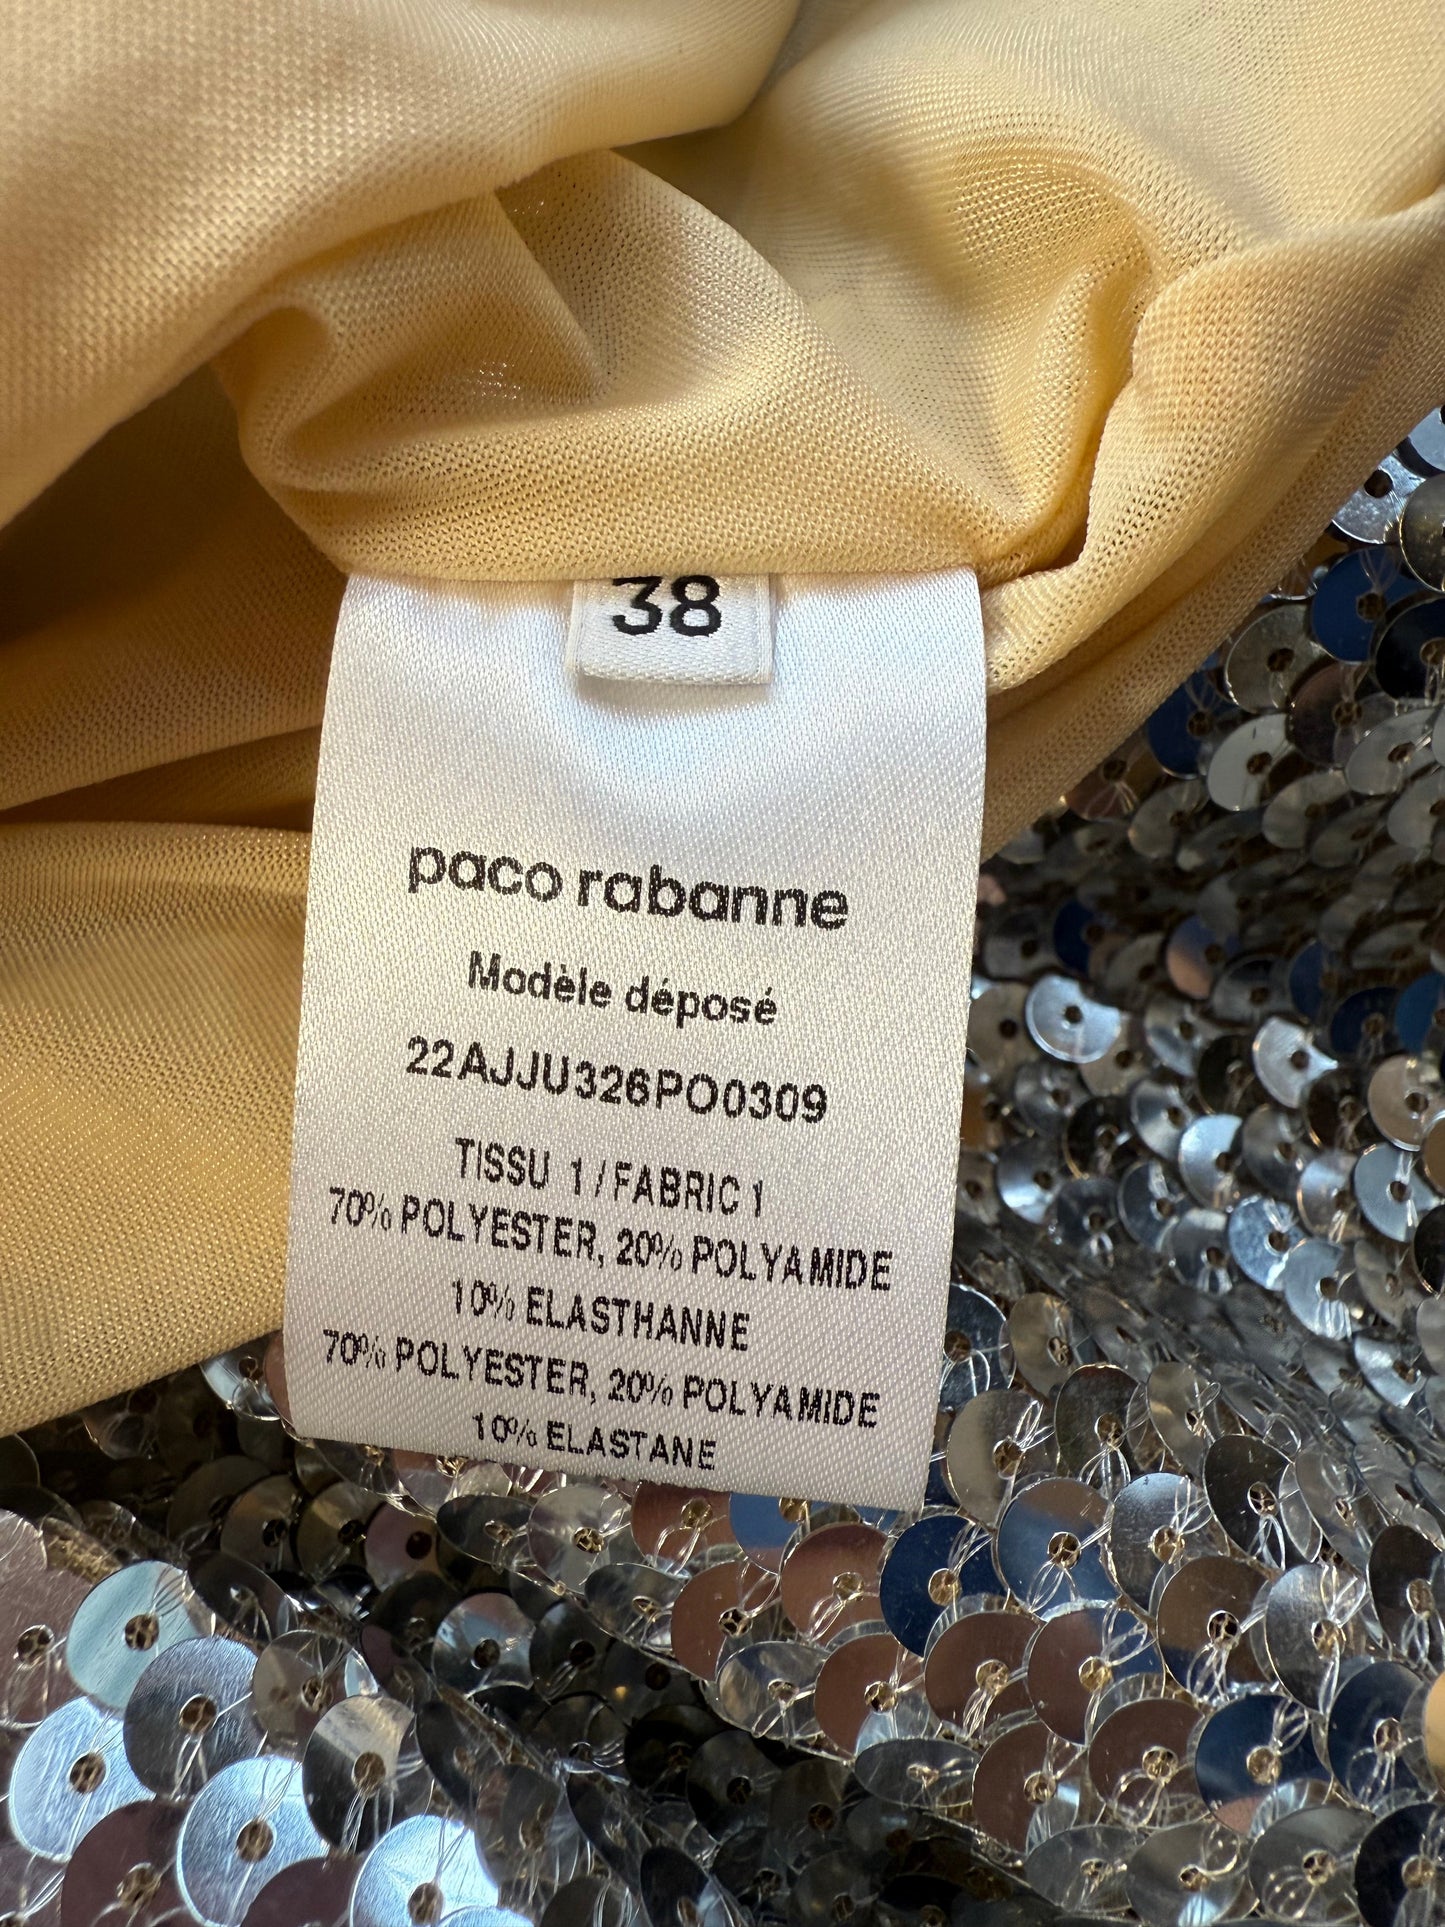 38
paco rabanne
Modèle déposé
22AJJU326PO0309
TISSU 1 / FABRIC 1
70% POLYESTER, 20% POLYAMIDE
10% ELASTHANNE
70% POLYESTER, 20% POLYAMIDE
10% ELASTANE